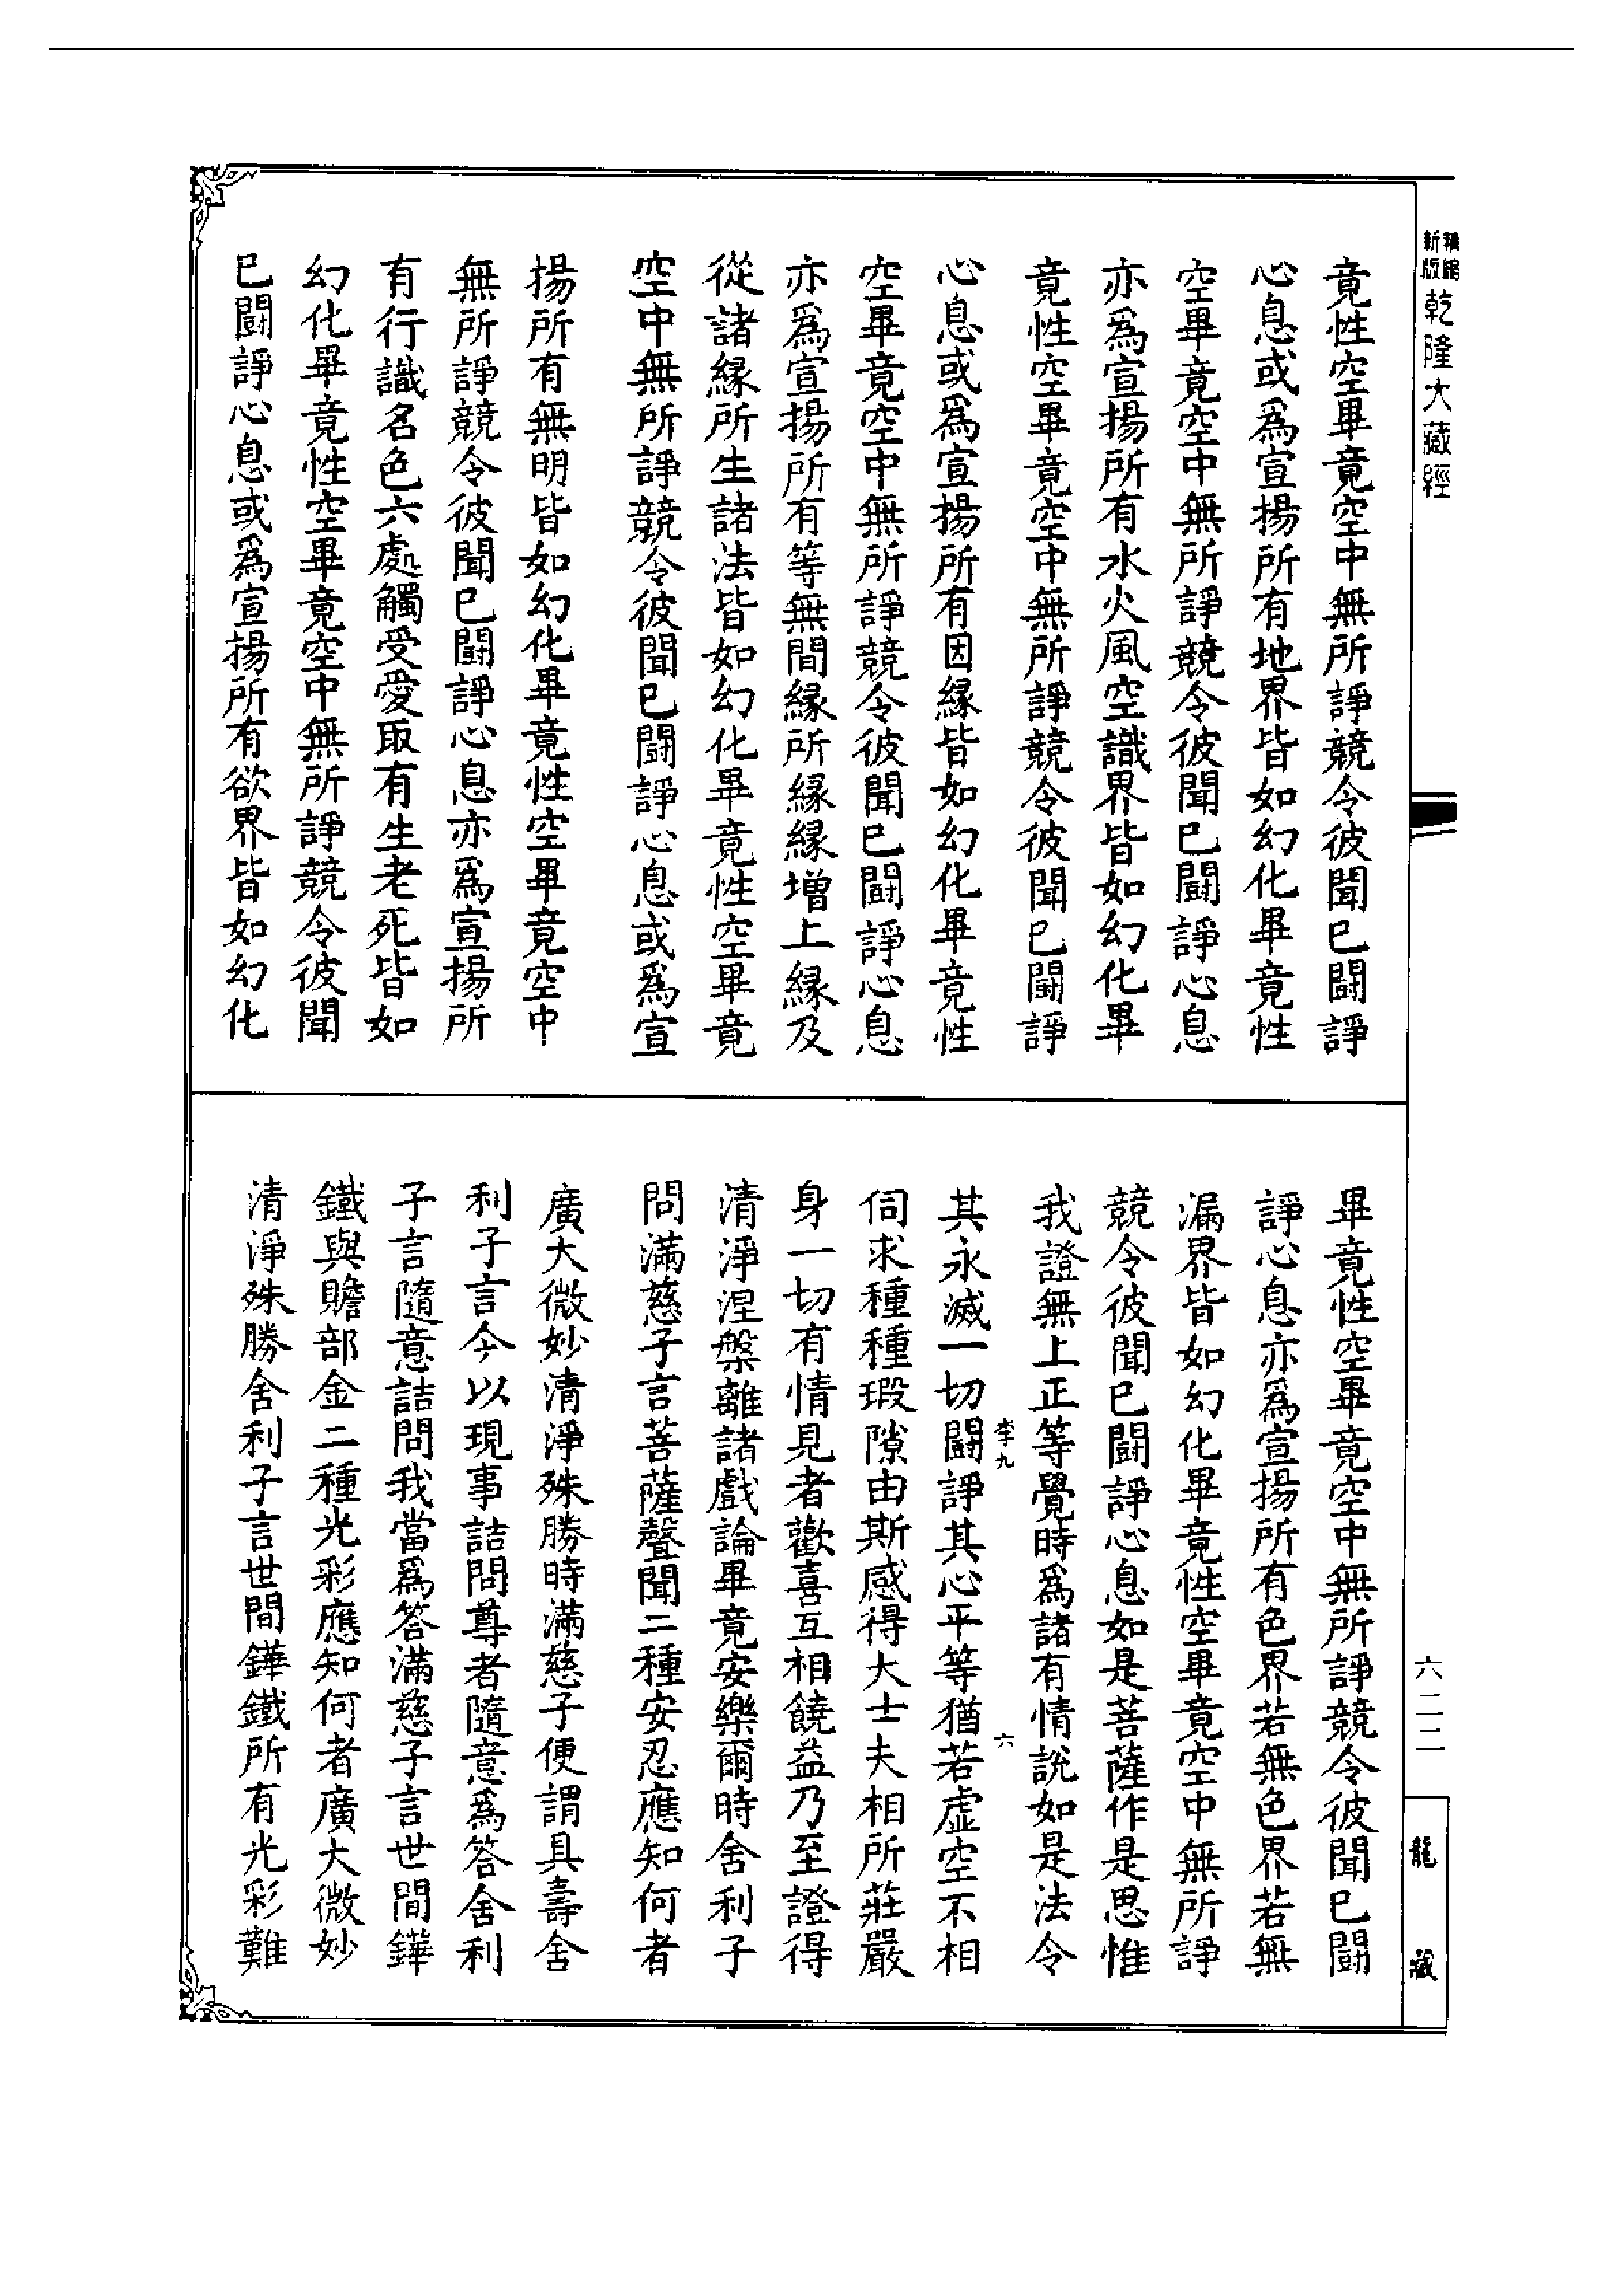 新版
精縮
乾隆大藏經
竟性空畢竟空中無所諍競令彼聞已鬪諍
心息或爲宣揚所有地界皆如幻化畢竟性
空畢竟空中無所諍競令彼聞已鬪諍心息
亦爲宣揚所有水火風空識界皆如幻化畢
竟性空畢竟空中無所諍競令彼聞已鬪諍
心息或爲宣揚所有因緣皆如幻化畢竟性
空畢竟空中無所諍競令彼聞已鬪諍心息
亦爲宣揚所有等無間緣所緣緣增上緣及
從諸緣所生諸法皆如幻化畢竟性空畢竟
空中無所諍競令彼聞已鬪諍心息或爲宣
揚所有無明皆如幻化畢竟性空畢竟空中
無所諍競令彼聞已鬪諍心息亦爲宣揚所
有行識名色六處觸受愛取有生老死皆如
幻化畢竟性空畢竟空中無所諍競令彼聞
已鬪諍心息或爲宣揚所有欲界皆如幻化
畢竟性空畢竟空中無所諍競令彼聞已鬪
諍心息亦爲宣揚所有色界若無色界若無
漏界皆如幻化畢竟性空畢竟空中無所諍
競令彼聞已鬪諍心息如是菩薩作是思惟
我證無上正等覺時爲諸有情說如是法令
李九
六
其永滅一切鬪諍其心平等猶若虛空不相
伺求種種瑕隙由斯感得大士夫相所莊嚴
身一切有情見者歡喜互相饒益乃至證得
清淨涅槃離諸戲論畢竟安樂爾時舍利子
問滿慈子言菩薩聲聞二種安忍應知何者
廣大微妙清淨殊勝時滿慈子便謂具壽舍
利子言今以現事詰問尊者隨意爲答舍利
子言隨意詰問我當爲答滿慈子言世間鏵
鐵與贍部金二種光彩應知何者廣大微妙
清淨殊勝舍利子言世間鏵鐵所有光彩難
六二二
龍藏